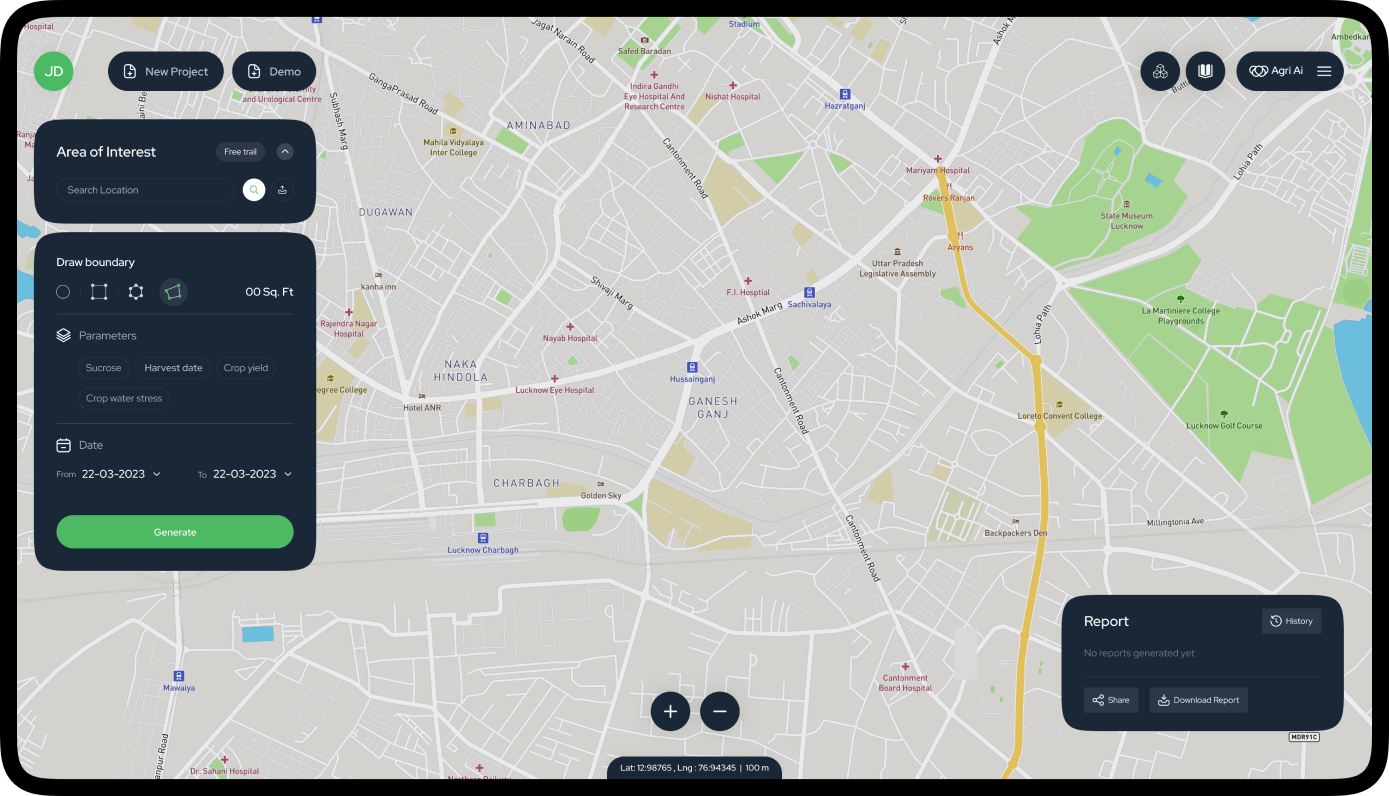 Hospital
Jagat Narain Road
Stadium
Ashok M
Safed Baradan
Ambedkar
JD
New Project
Demo
and Urological Centre
GangaPrasad Road
Subhash Marg
Indira Gandhi
Eye Hospital And
Research Centre
Nishat Hospital
Hazratganj
Agri Ai
Butl
AMINABAD
Mahila Vidyalaya
Inter College
Cantonment Road
Mariyam Hospital
Rovers Ranjan
Aryans
Lohia Path
State Museum
Lucknow
Area of Interest
Free trail
Search Location
DUGAWAN
kanha inn
Shivaji Marg
Uttar Pradesh
Legislative Assembly
F.I. Hosptial
Sachivalaya
Ashok Marg
Lohia Path
La Martiniere College
Playgrounds
Draw boundary
00 Sq. Ft
Parameters
Sucrose
Harvest date
Crop yield
Crop water stress
Date
From 22-03-2023
To 22-03-2023
Generate
Rajendra Nagar
Hospital
Nayab Hospital
NAKA
HINDOLA
Hussainganj
Lucknow Eye Hospital
egree College
Hotel ANR
GANESH
GANJ
Cantonment Road
Loreto Convent College
Lucknow Golf Course
CHARBAGH
Golden Sky
Lucknow Charbagh
Cantonment Road
Backpackers Den
Millingtonia Ave
Mawaiya
Cantonment
Board Hospital
Report
History
No reports generated yet
Share
Download Report
MDR91C
anpur Road
Dr. Sahani Hospital
Northern Railway
Lat: 12:98765 , Lng : 76:94345 | 100 m